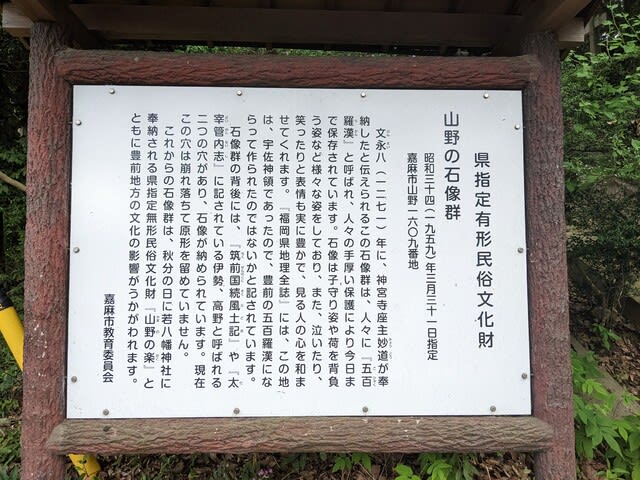 県指定有形民俗文化財
山野の石像群
昭和三十四(一九五九)年三月三十一日指定
嘉麻市山野一六〇九番地
文永八(一二七一)年に、神宮寺座主妙道が奉
納したと伝えられるこの石像群は、人々に『五百
羅漢』と呼ばれ、人々の手厚い保護により今日ま
で保存されています。石像は子守り姿や荷を背負
う姿など様々な姿をしており、また、泣いたり、
笑ったりと表情も実に豊かで、見る人の心を和ま
せてくれます。『福岡県地理全誌』には、この地
は、宇佐神領であったので、豊前の五百羅漢にな
らって作られたのではないかと記されています。
石像群の背後には、『筑前国続風土記』や『太
宰管内志』に記されている伊勢、高野と呼ばれる
二つの穴があり、石像が納められています。現在
この穴は崩れ落ちて原形を留めていません。
これからの石像群は、秋分の日に若八幡神社に
奉納される県指定無形民俗文化財『山野の楽』と
ともに豊前地方の文化の影響がうかがわれます。
嘉麻市教育委員会